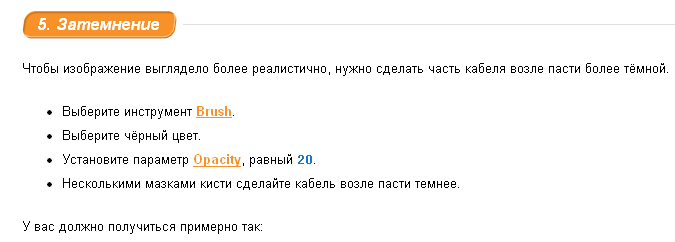 5. Затемнение
Чтобы изображение выглядело более реалистично, нужно сделать часть кабеля возле пасти более тёмной.
Выберите инструмент Brush.
Выберите чёрный цвет.
Установите параметр Opacity, равный 20.
Несколькими мазками кисти сделайте кабель возле пасти темнее.
У вас должно получиться примерно так: